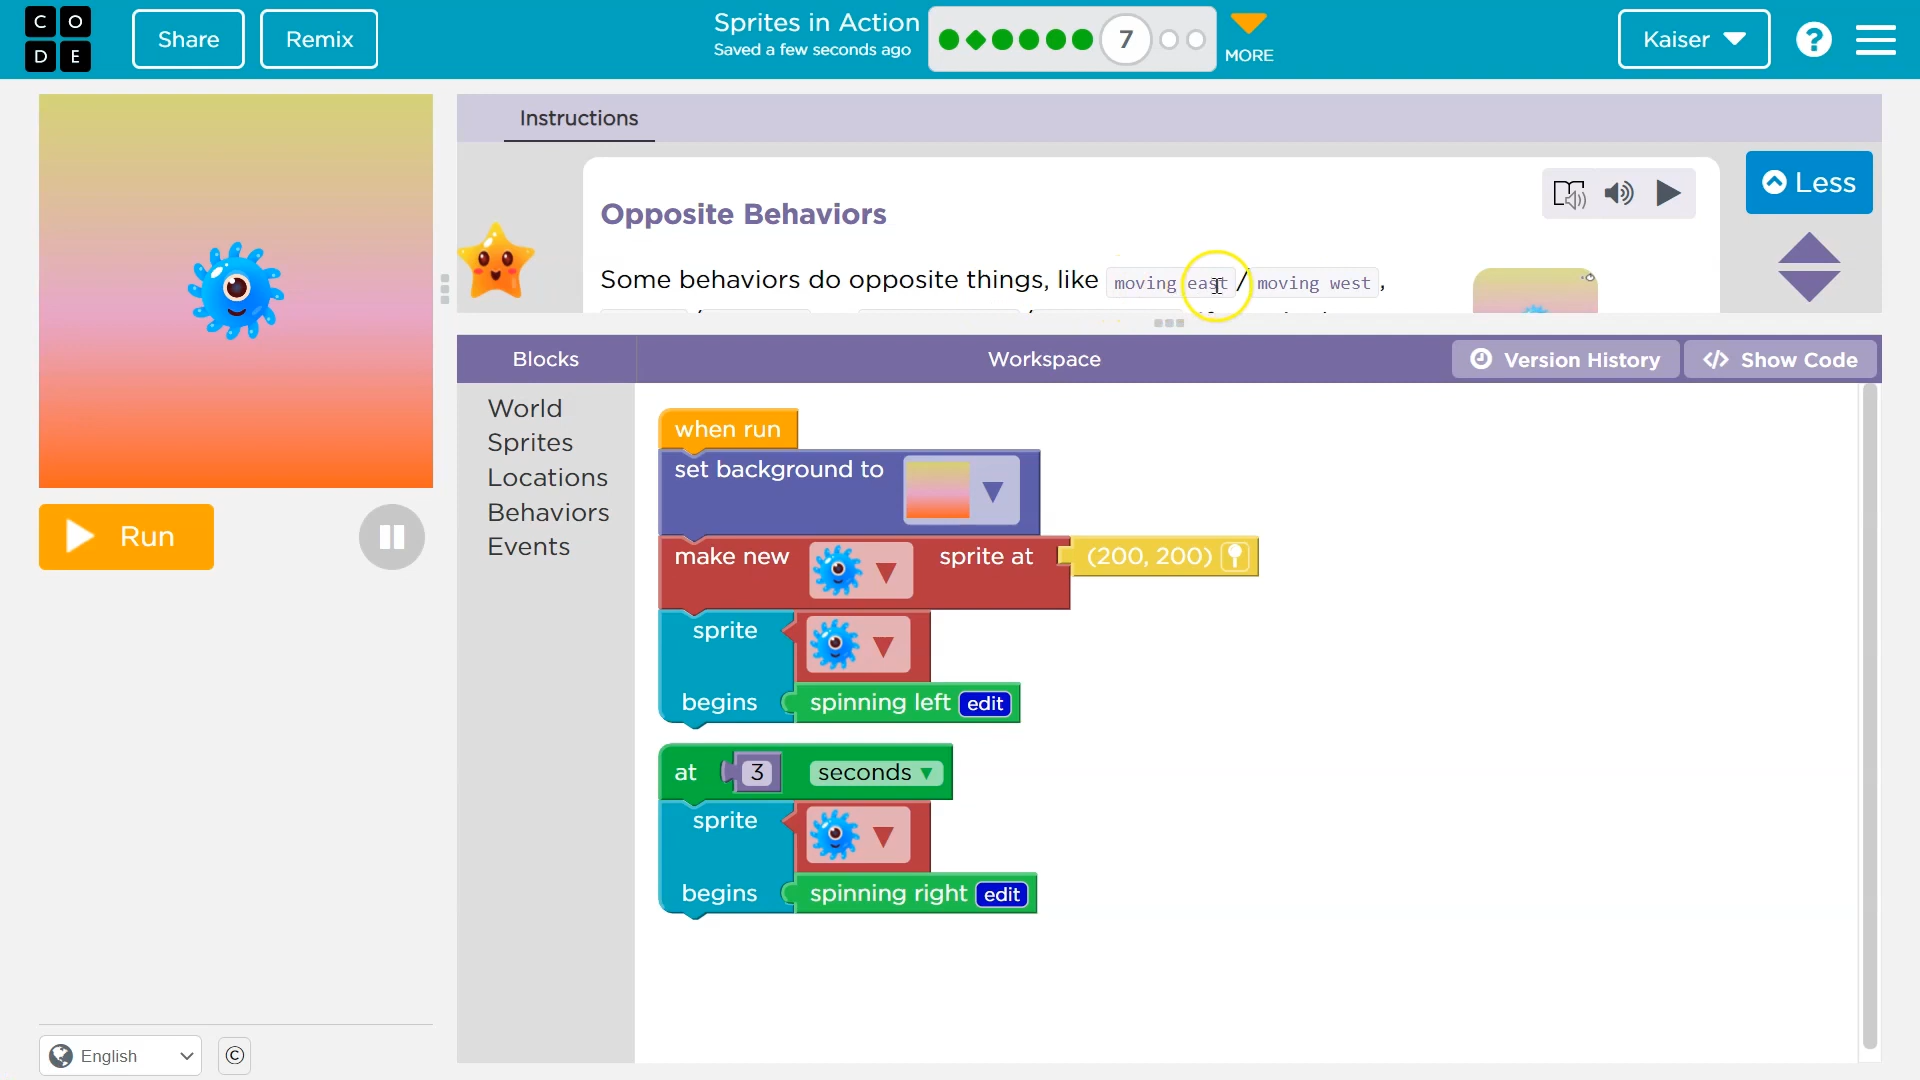 C O
D E
Share
Remix
Sprites in Action
Saved a few seconds ago
7
MORE
Kaiser
?
Instructions
Less
Opposite Behaviors
Some behaviors do opposite things, like moving east / moving west ,
Blocks
Workspace
Version History
Show Code
World
Sprites
Locations
Behaviors
Events
when run
set background to
make new sprite at (200, 200)
sprite
begins spinning left edit
at 3 seconds
sprite
begins spinning right edit
Run
English
©